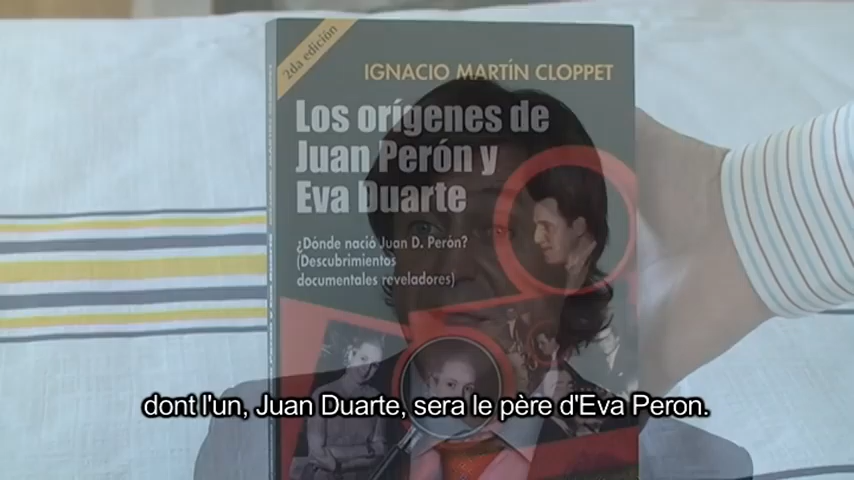 2da edición
IGNACIO MARTÍN CLOPPET
Los orígenes de
Juan Perón y
Eva Duarte
¿Dónde nació Juan D. Perón?
(Descubrimientos
documentales reveladores)
dont l'un, Juan Duarte, sera le père d'Eva Peron.